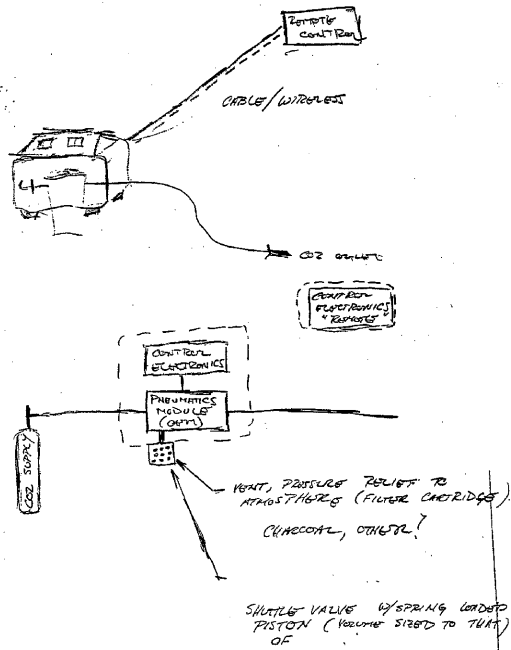 REMOTE
CONTROL
CABLE/WIRELESS
CO2 OUTLET
CONTROL
ELECTRONICS
"REMOTE"
CONTROL
ELECTRONICS
PNEUMATICS
MODULE
(OEM)
CO2 SUPPLY
VENT, PRESSURE RELIEF TO
ATMOSPHERE (FILTER CARTRIDGE).
CHARCOAL, OTHER?
SHUTTLE VALVE W/SPRING LOADED
PISTON (VOLUME SIZED TO THAT)
OF